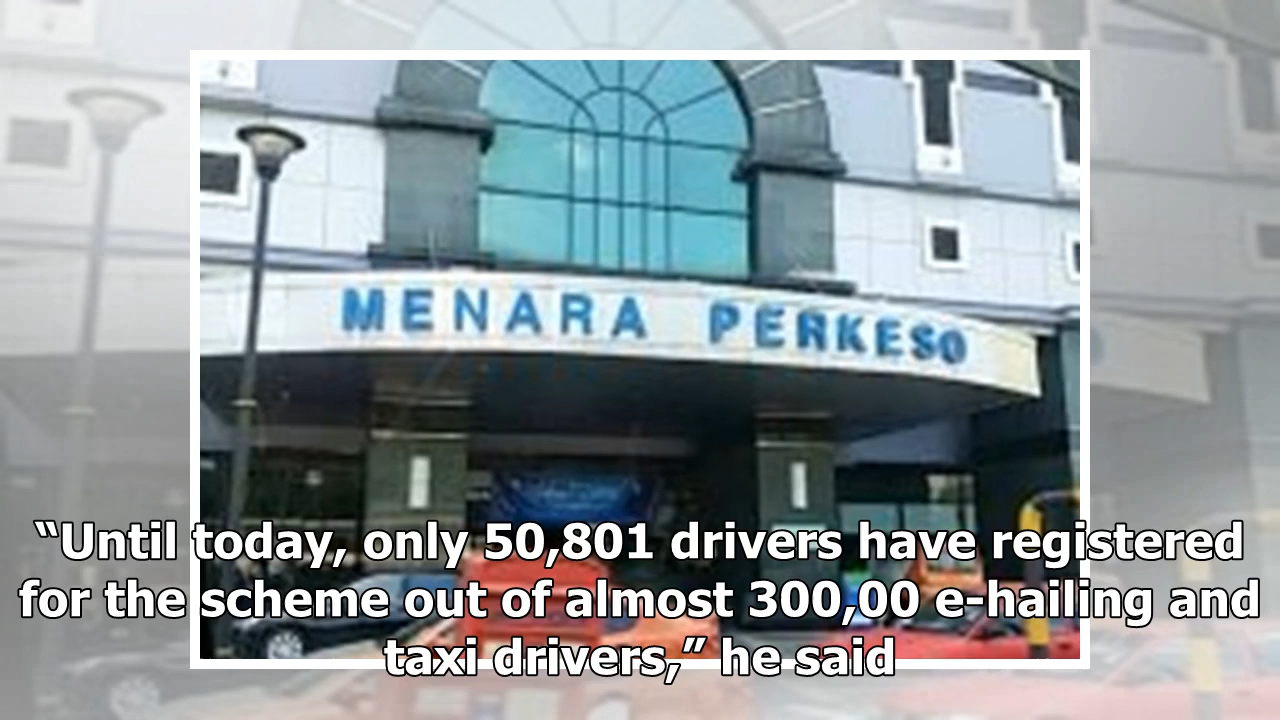 MENARA PERKESO
“Until today, only 50,801 drivers have registered
for the scheme out of almost 300,00 e-hailing and
taxi drivers,” he said